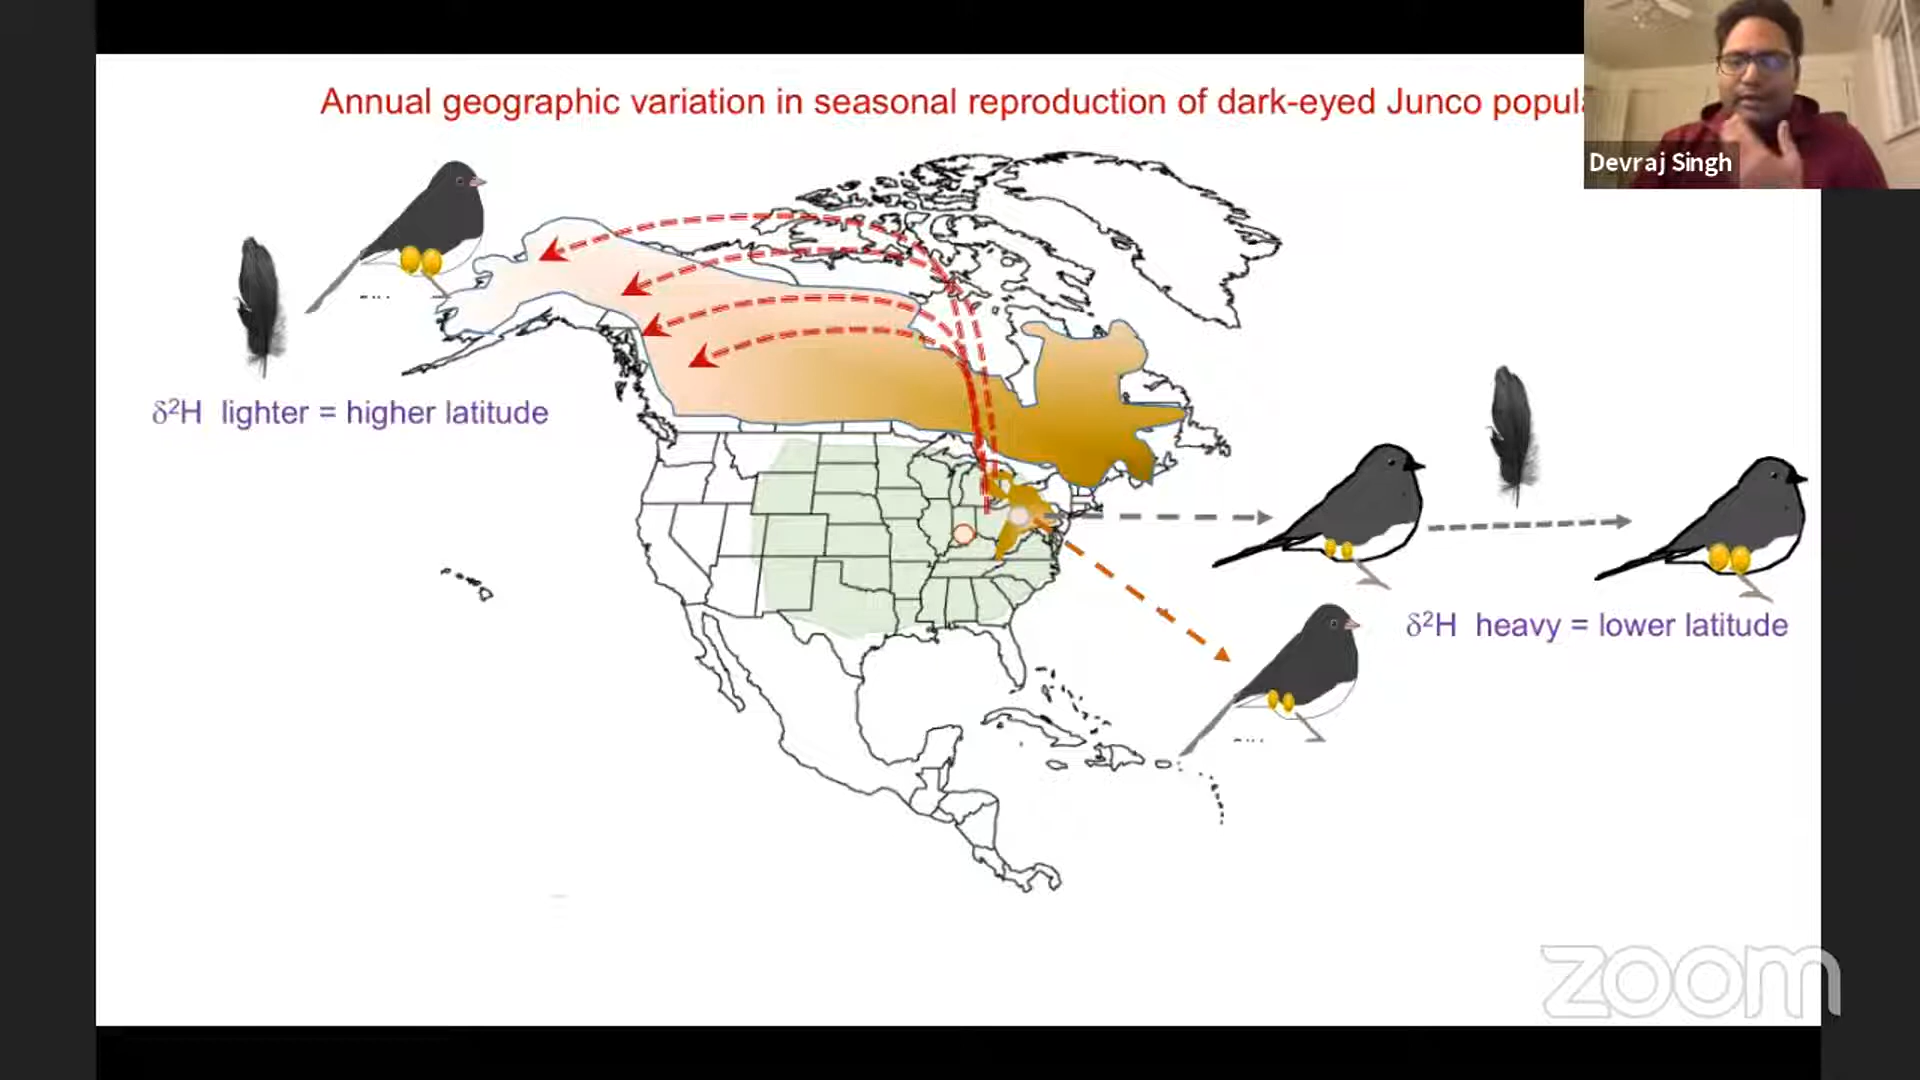 Annual geographic variation in seasonal reproduction of dark-eyed Junco
Devraj Singh
δ²H lighter = higher latitude
δ²H heavy = lower latitude
zoom